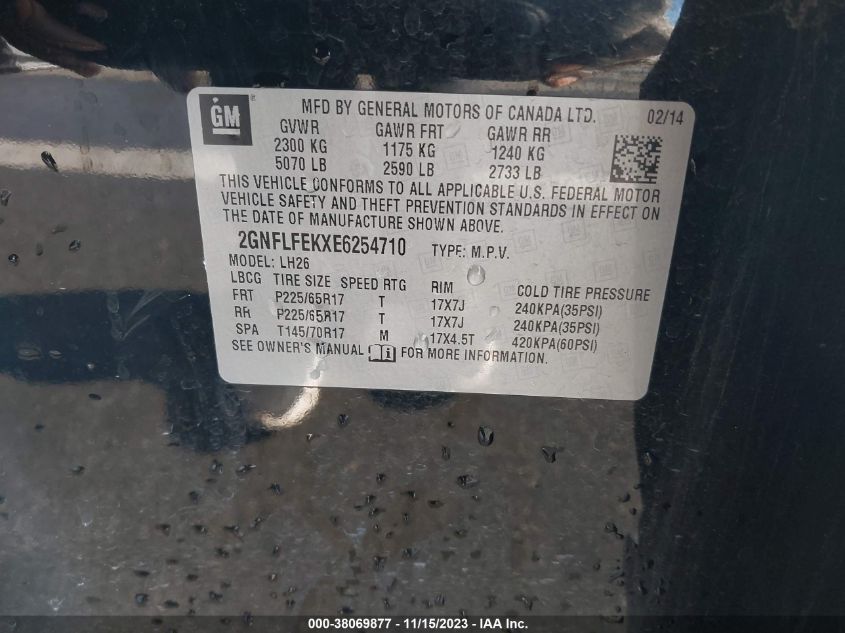 GM ® MFD BY GENERAL MOTORS OF CANADA LTD. 02/14
GVWR GAWR FRT GAWR RR
2300 KG 1175 KG 1240 KG
5070 LB 2590 LB 2733 LB
THIS VEHICLE CONFORMS TO ALL APPLICABLE U.S. FEDERAL MOTOR
VEHICLE SAFETY AND THEFT PREVENTION STANDARDS IN EFFECT ON
THE DATE OF MANUFACTURE SHOWN ABOVE.
2GNFLFEKXE6254710 TYPE: M.P.V.
MODEL: LH26
LBCG TIRE SIZE SPEED RTG RIM COLD TIRE PRESSURE
FRT P225/65R17 T 17X7J 240KPA(35PSI)
RR P225/65R17 T 17X7J 240KPA(35PSI)
SPA T145/70R17 M 17X4.5T 420KPA(60PSI)
SEE OWNER'S MANUAL FOR MORE INFORMATION.
000-38069877 — 11/15/2023 — IAA Inc.